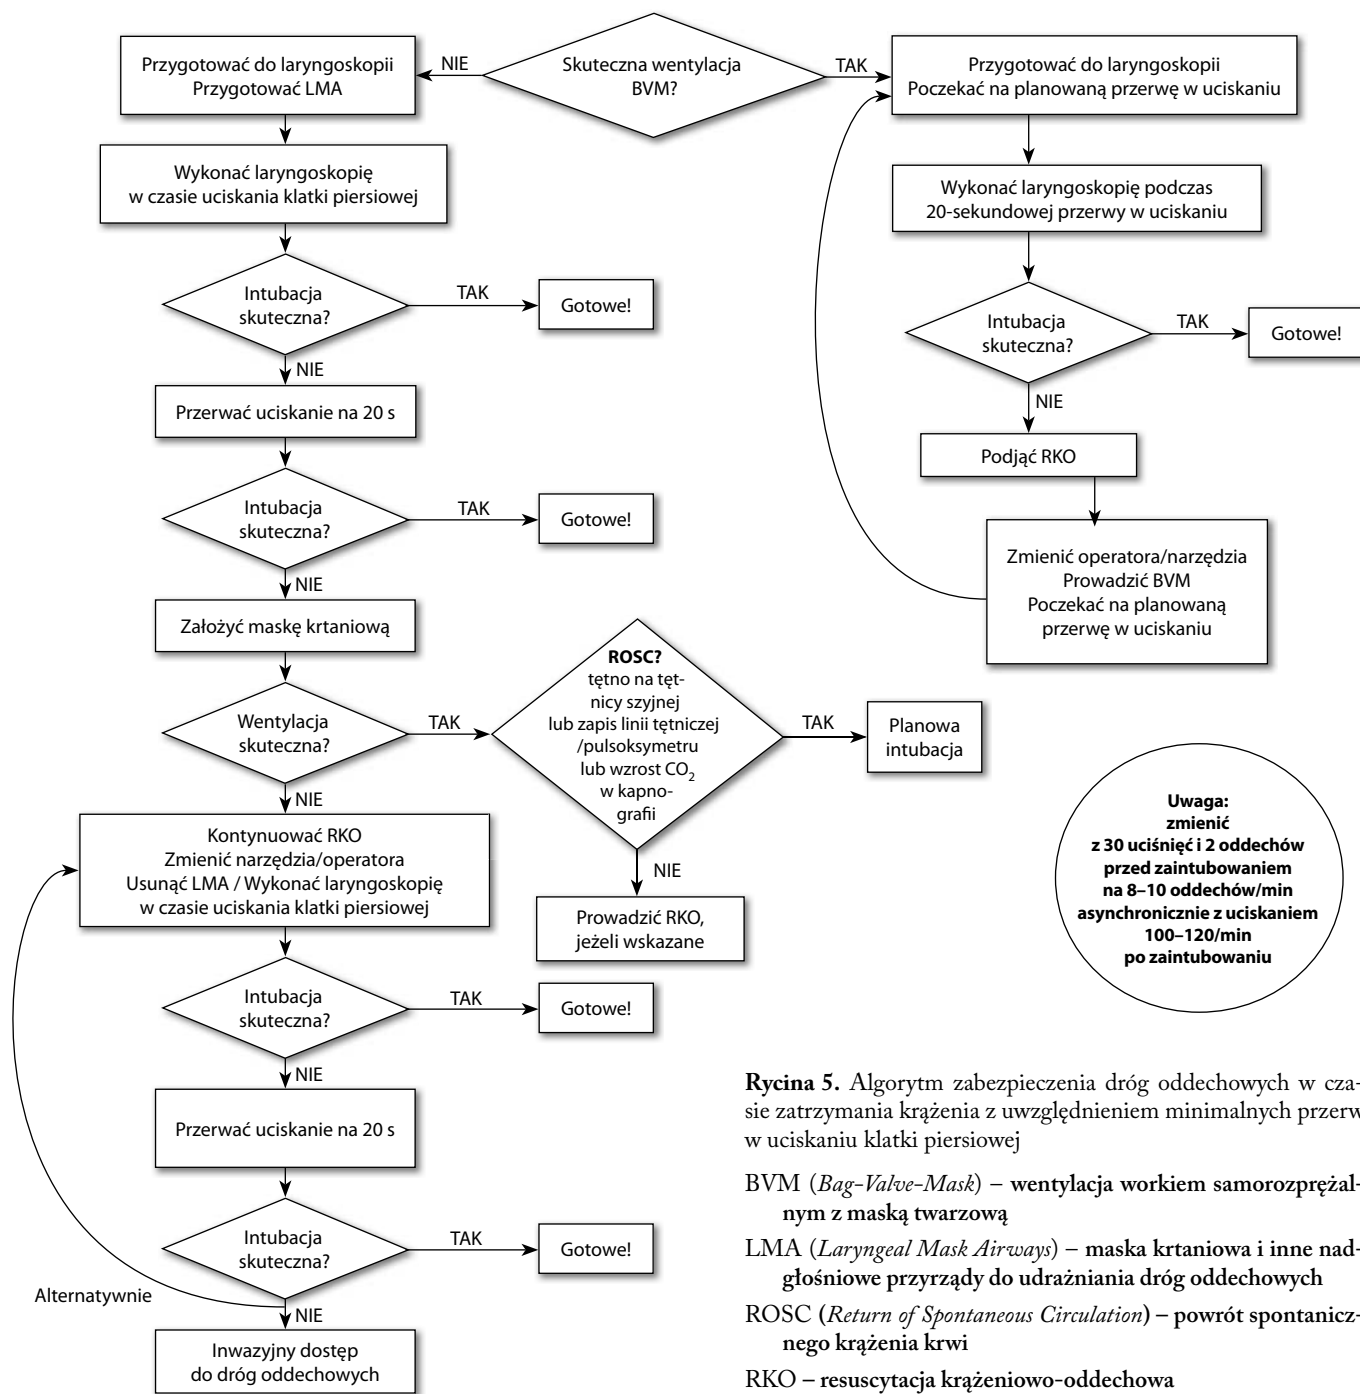 Skuteczna wentylacja
BVM?
NIE
TAK
Przygotować do laryngoskopii
Przygotować LMA
Wykonać laryngoskopię
w czasie uciskania klatki piersiowej
Intubacja
skuteczna?
TAK
Gotowe!
NIE
Przerwać uciskanie na 20 s
Intubacja
skuteczna?
TAK
Gotowe!
NIE
Założyć maskę krtaniową
Wentylacja
skuteczna?
TAK
ROSC?
tętno na tęt-
nicy szyjnej
lub zapis linii tętniczej
/pulsoksymetru
lub wzrost CO2
w kapno-
grafii
TAK
Planowa
intubacja
NIE
Prowadzić RKO,
jeżeli wskazane
NIE
Kontynuować RKO
Zmienić narzędzia/operatora
Usunąć LMA / Wykonać laryngoskopię
w czasie uciskania klatki piersiowej
Intubacja
skuteczna?
TAK
Gotowe!
NIE
Przerwać uciskanie na 20 s
Intubacja
skuteczna?
TAK
Gotowe!
Alternatywnie
NIE
Inwazyjny dostęp
do dróg oddechowych
Przygotować do laryngoskopii
Poczekać na planowaną przerwę w uciskaniu
Wykonać laryngoskopię podczas
20-sekundowej przerwy w uciskaniu
Intubacja
skuteczna?
TAK
Gotowe!
NIE
Podjąć RKO
Zmienić operatora/narzędzia
Prowadzić BVM
Poczekać na planowaną
przerwę w uciskaniu
Uwaga:
zmienić
z 30 uciśnięć i 2 oddechów
przed zaintubowaniem
na 8–10 oddechów/min
asynchronicznie z uciskaniem
100–120/min
po zaintubowaniu
Rycina 5. Algorytm zabezpieczenia dróg oddechowych w cza-
sie zatrzymania krążenia z uwzględnieniem minimalnych przerw
w uciskaniu klatki piersiowej
BVM (Bag-Valve-Mask) – wentylacja workiem samorozprężal-
nym z maską twarzową
LMA (Laryngeal Mask Airways) – maska krtaniowa i inne nad-
głośniowe przyrządy do udrażniania dróg oddechowych
ROSC (Return of Spontaneous Circulation) – powrót spontanicz-
nego krążenia krwi
RKO – resuscytacja krążeniowo-oddechowa